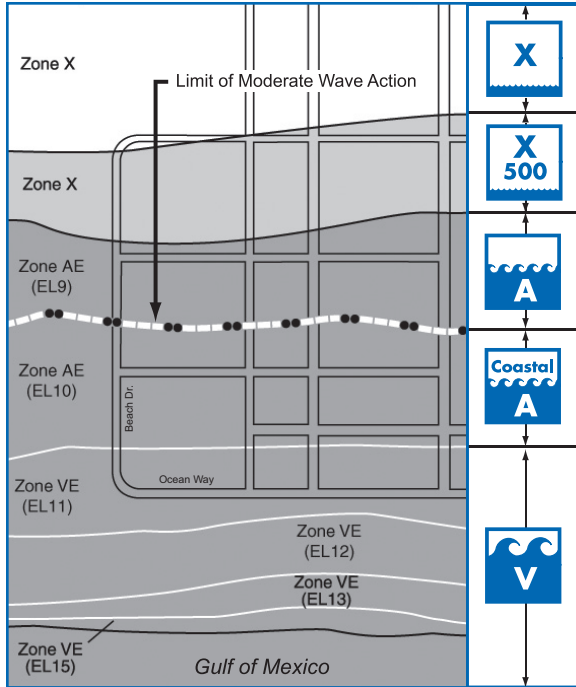 Zone X
Limit of Moderate Wave Action
X
Zone X
X
500
Zone AE
(EL9)
A
Zone AE
(EL10)
Coastal
A
Beach Dr.
Ocean Way
Zone VE
(EL11)
Zone VE
(EL12)
Zone VE
(EL13)
V
Zone VE
(EL15)
Gulf of Mexico